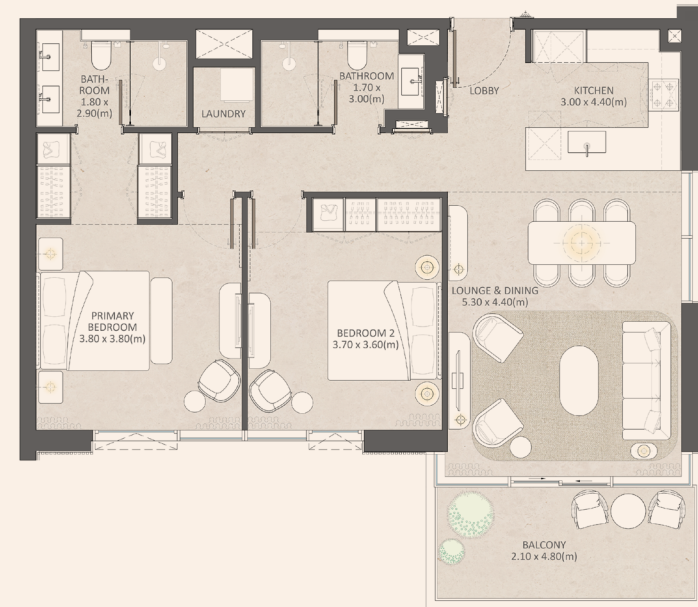 BATH-
ROOM
1.80 x
2.90(m)
LAUNDRY
BATHROOM
1.70 x
3.00(m)
LOBBY
KITCHEN
3.00 x 4.40(m)
LOUNGE & DINING
5.30 x 4.40(m)
PRIMARY
BEDROOM
3.80 x 3.80(m)
BEDROOM 2
3.70 x 3.60(m)
BALCONY
2.10 x 4.80(m)